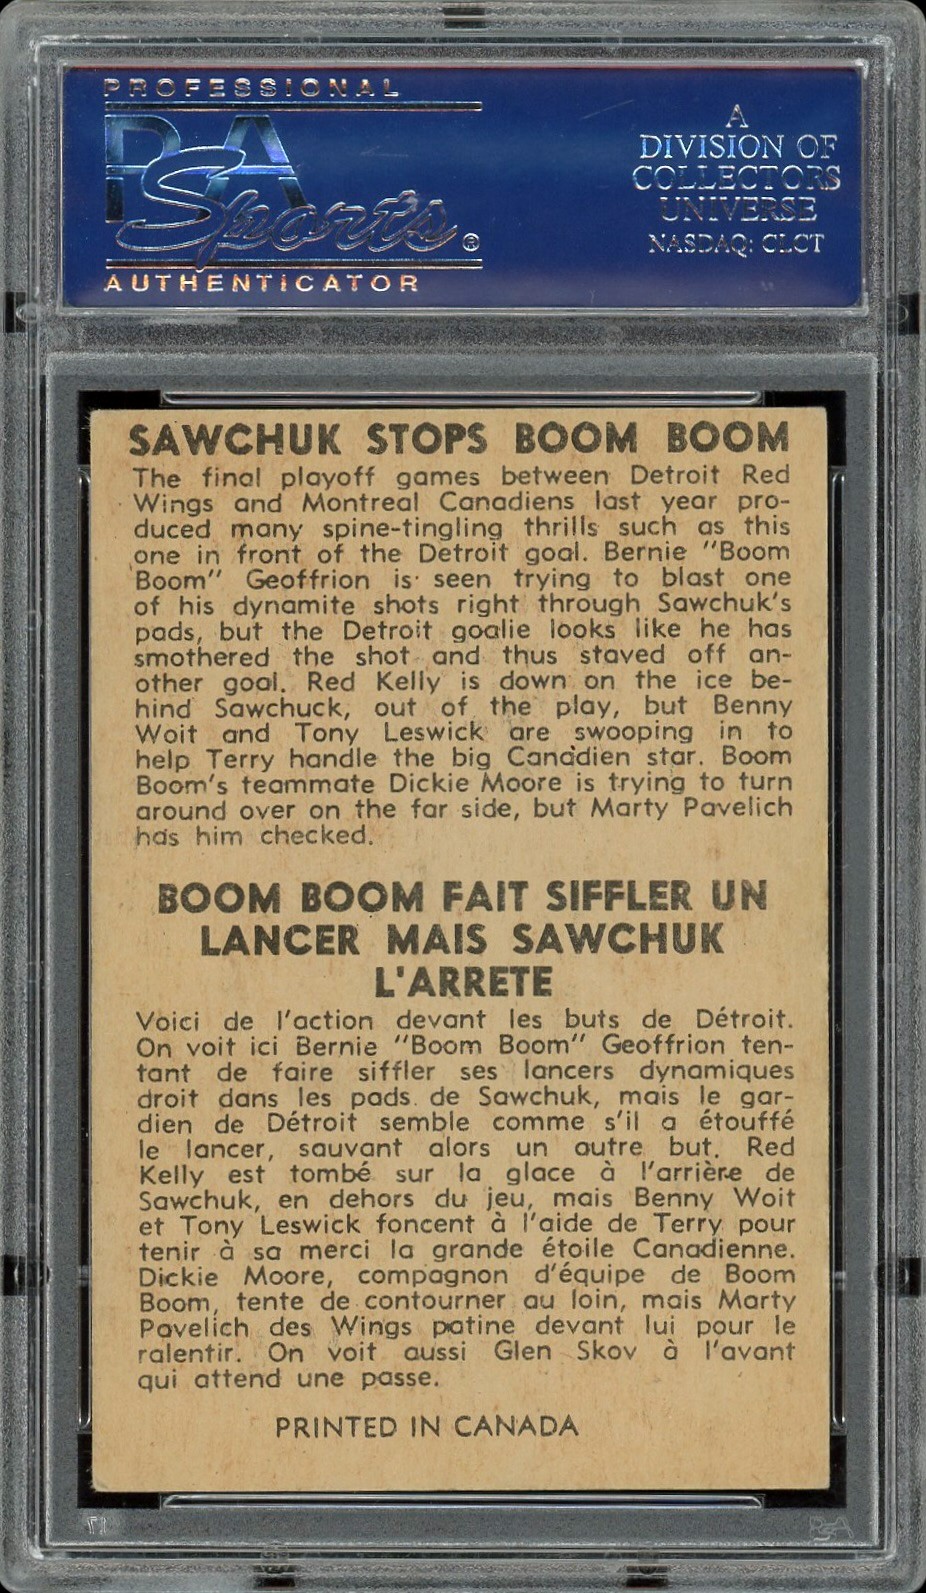 PROFESSIONAL
PSA
Sports®
AUTHENTICATOR
A
DIVISION OF
COLLECTORS
UNIVERSE
NASDAQ: CLCT
SAWCHUK STOPS BOOM BOOM
The final playoff games between Detroit Red
Wings and Montreal Canadiens last year pro-
duced many spine-tingling thrills such as this
one in front of the Detroit goal. Bernie "Boom
Boom" Geoffrion is seen trying to blast one
of his dynamite shots right through Sawchuk's
pads, but the Detroit goalie looks like he has
smothered the shot and thus staved off an-
other goal. Red Kelly is down on the ice be-
hind Sawchuck, out of the play, but Benny
Woit and Tony Leswick are swooping in to
help Terry handle the big Canadien star. Boom
Boom's teammate Dickie Moore is trying to turn
around over on the far side, but Marty Pavelich
has him checked.
BOOM BOOM FAIT SIFFLER UN
LANCER MAIS SAWCHUK
L'ARRETE
Voici de l'action devant les buts de Détroit.
On voit ici Bernie "Boom Boom" Geoffrion ten-
tant de faire siffler ses lancers dynamiques
droit dans les pads de Sawchuk, mais le gar-
dien de Détroit semble comme s'il a étouffé
le lancer, sauvant alors un autre but. Red
Kelly est tombé sur la glace à l'arrière de
Sawchuk, en dehors du jeu, mais Benny Woit
et Tony Leswick foncent à l'aide de Terry pour
tenir à sa merci la grande étoile Canadienne.
Dickie Moore, compagnon d'équipe de Boom
Boom, tente de contourner au loin, mais Marty
Pavelich des Wings patine devant lui pour le
ralentir. On voit aussi Glen Skov à l'avant
qui attend une passe.
PRINTED IN CANADA